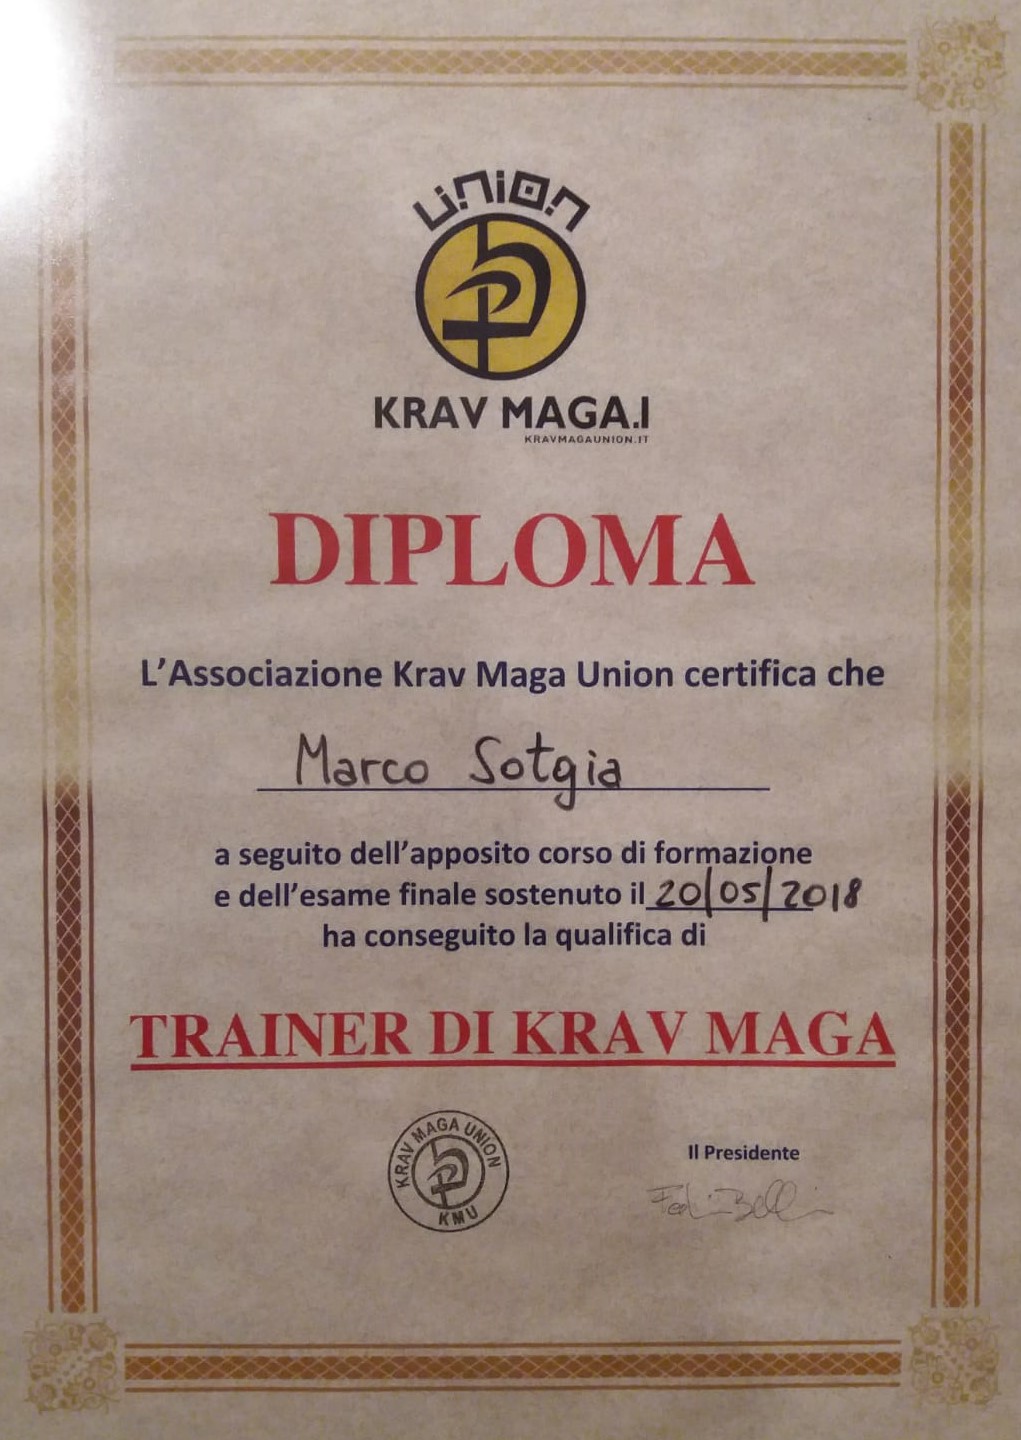 union
KRAV MAGA.I
KRAVMAGAUNION.IT
DIPLOMA
L'Associazione Krav Maga Union certifica che
Marco Sotgia
a seguito dell'apposito corso di formazione
e dell'esame finale sostenuto il 20/05/2018
ha conseguito la qualifica di
TRAINER DI KRAV MAGA
KRAV MAGA UNION
KMU
Il Presidente